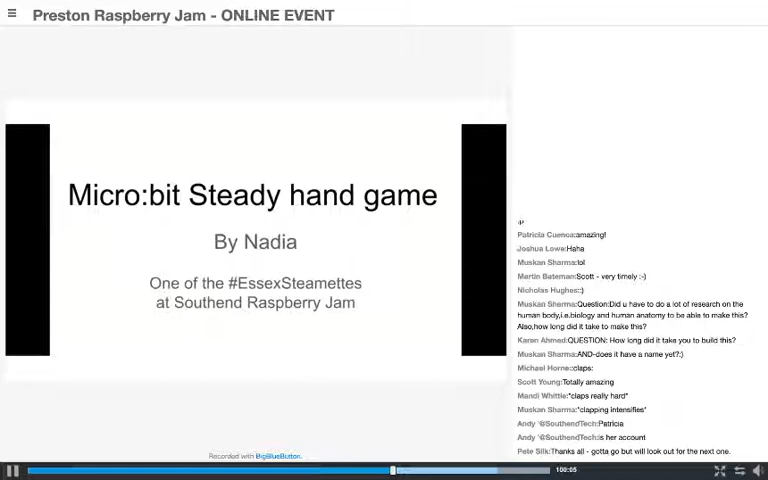 Preston Raspberry Jam - ONLINE EVENT
Micro:bit Steady hand game
By Nadia
One of the #EssexSteamettes
at Southend Raspberry Jam
Patricia Cuenca:amazing!
Joshua Lowe:Haha
Muskan Sharma:lol
Martin Bateman:Scott - very timely :-)
Nicholas Hughes::)
Muskan Sharma:Question:Did u have to do a lot of research on the
human body,i.e.biology and human anatomy to be able to make this?
Also,how long did it take to make this?
Karen Ahmed:QUESTION: How long did it take you to build this?
Muskan Sharma:AND-does it have a name yet?:)
Michael Horne::claps:
Scott Young:Totally amazing
Mandi Whittle:*claps really hard*
Muskan Sharma:*clapping intensifies*
Andy '@SouthendTech:Patricia
Andy '@SouthendTech:is her account
Pete Silk:Thanks all - gotta go but will look out for the next one.
Recorded with BigBlueButton.
100:05